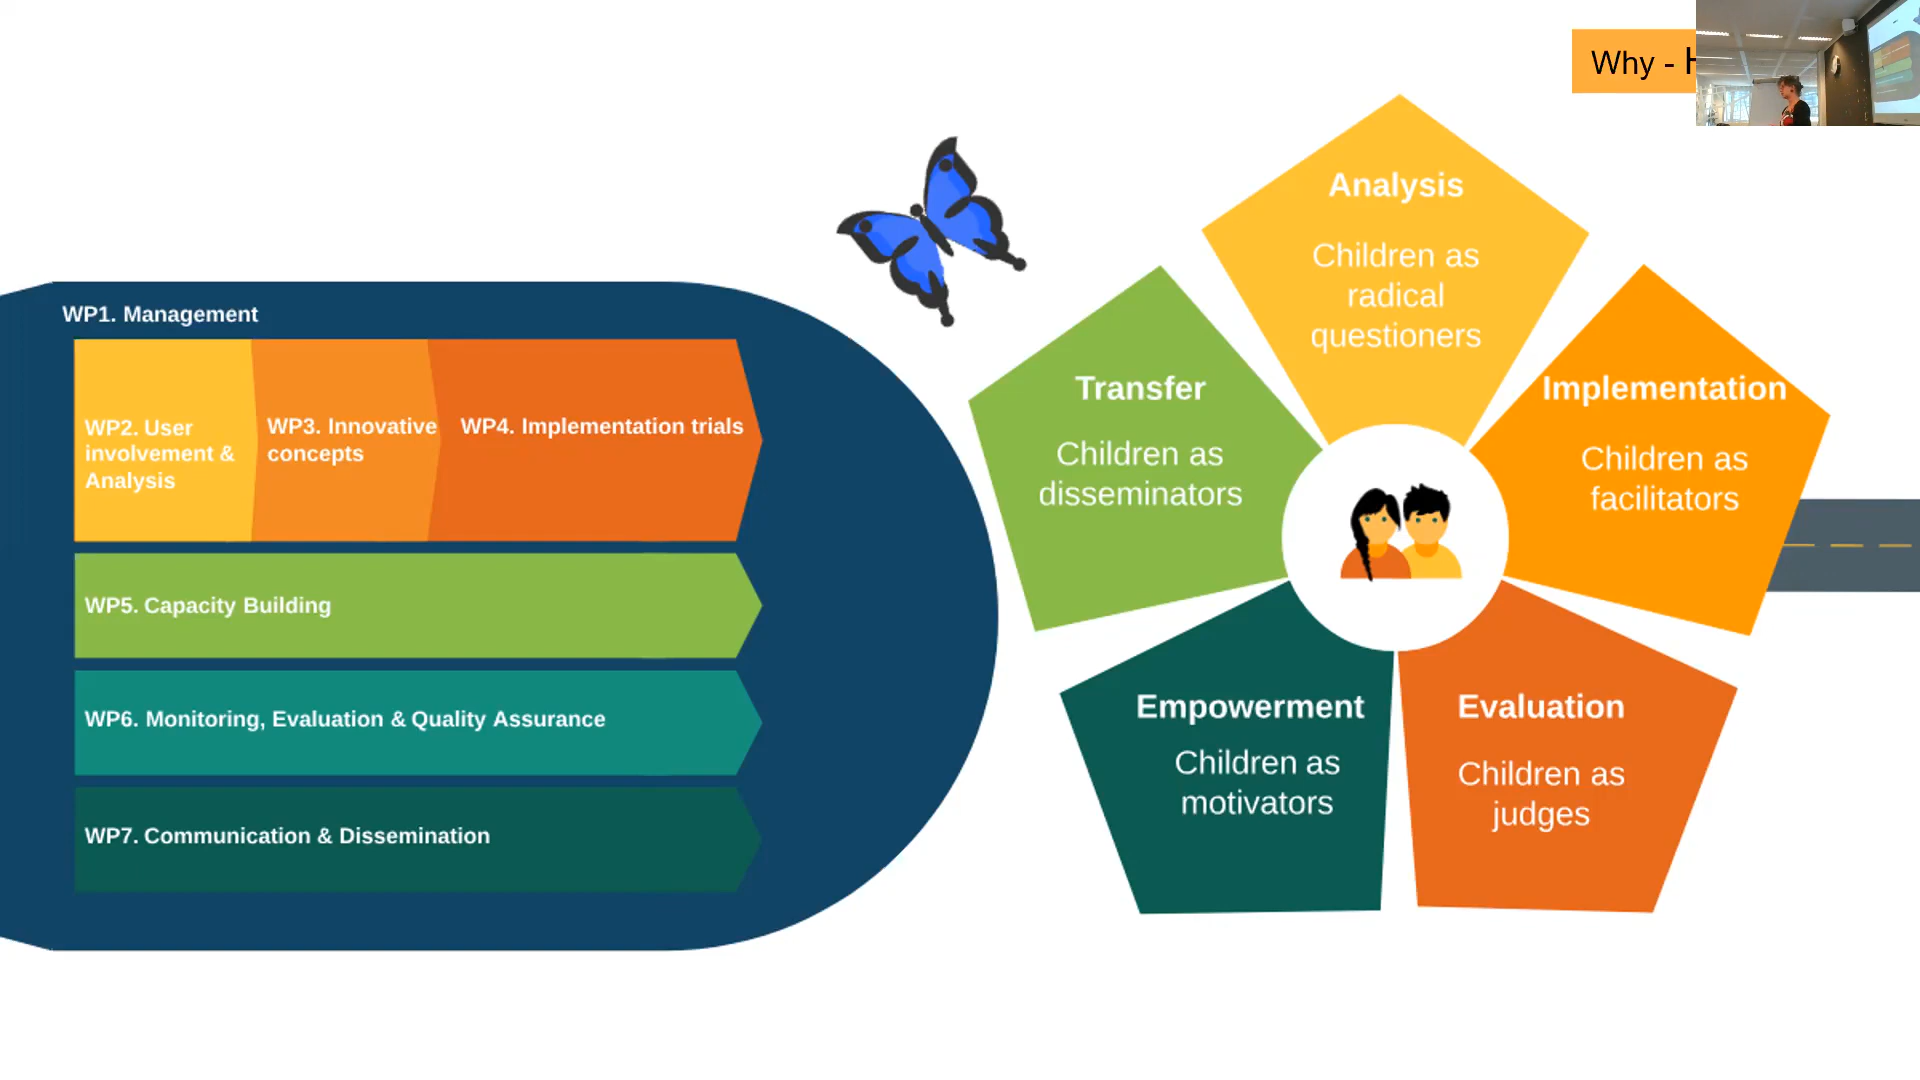 Why -
WP1. Management
WP2. User
involvement &
Analysis
WP3. Innovative
concepts
WP4. Implementation trials
WP5. Capacity Building
WP6. Monitoring, Evaluation & Quality Assurance
WP7. Communication & Dissemination
Analysis
Children as
radical
questioners
Transfer
Children as
disseminators
Implementation
Children as
facilitators
Empowerment
Children as
motivators
Evaluation
Children as
judges